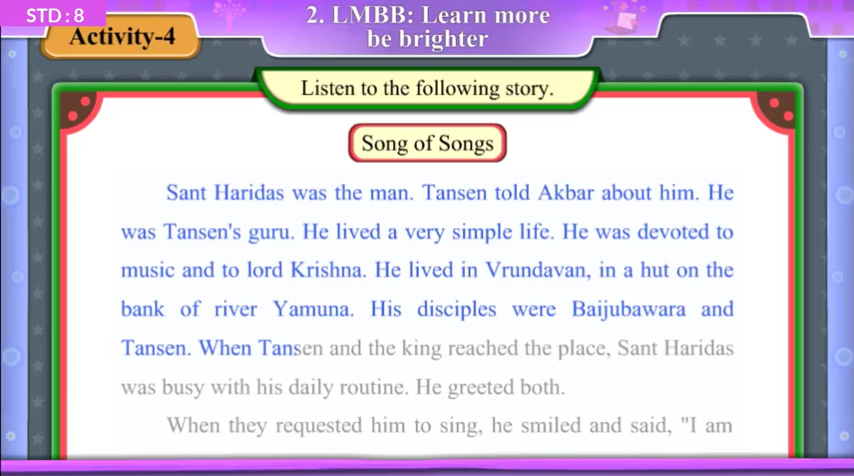 STD : 8
Activity-4
2. LMBB: Learn more
be brighter
Listen to the following story.
Song of Songs
Sant Haridas was the man. Tansen told Akbar about him. He
was Tansen's guru. He lived a very simple life. He was devoted to
music and to lord Krishna. He lived in Vrundavan, in a hut on the
bank of river Yamuna. His disciples were Baijubawara and
Tansen. When Tansen and the king reached the place, Sant Haridas
was busy with his daily routine. He greeted both.
When they requested him to sing, he smiled and said, "I am